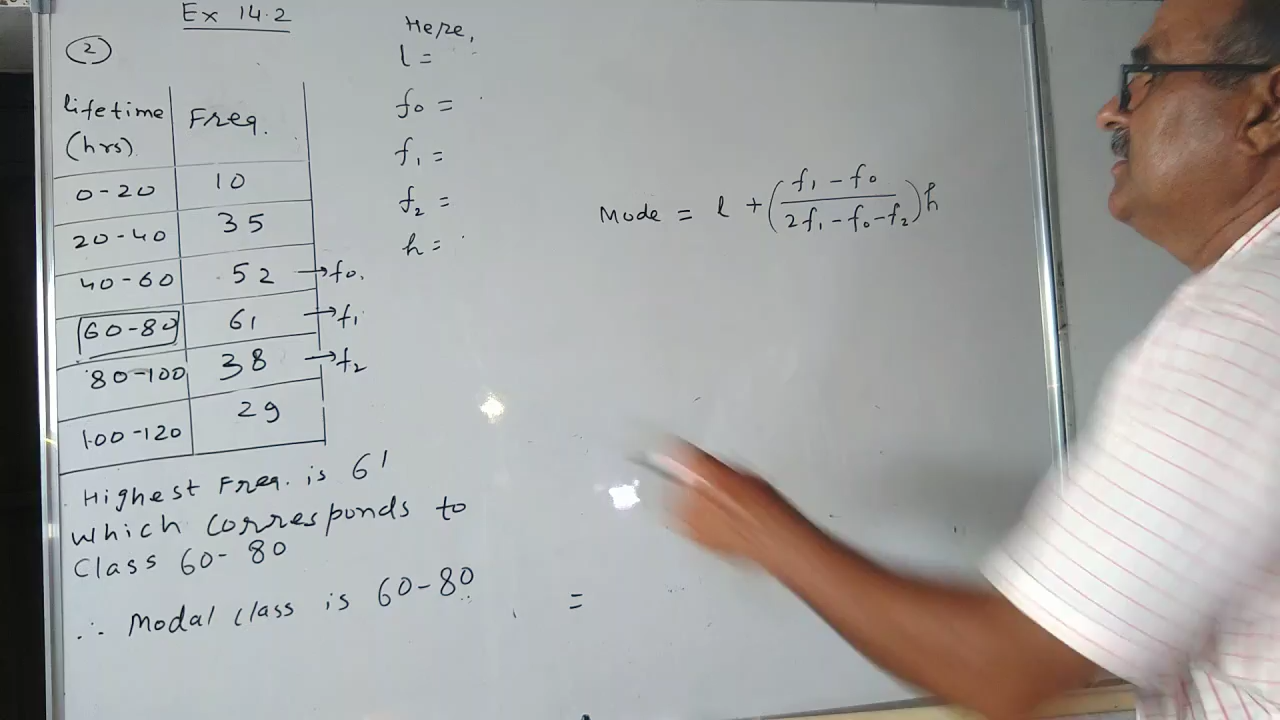 Ex 14.2
2
lifetime (hrs) Freq.
0-20 10
20-40 35
40-60 52 →f0.
60-80 61 →f1
80-100 38 →f2
100-120 29
Highest Freq. is 61
which corresponds to
Class 60-80
∴ Modal class is 60-80
Here,
l =
f0 =
f1 =
f2 =
h =
Mode = l + (f1 - f0 / 2f1 - f0 - f2) h
=